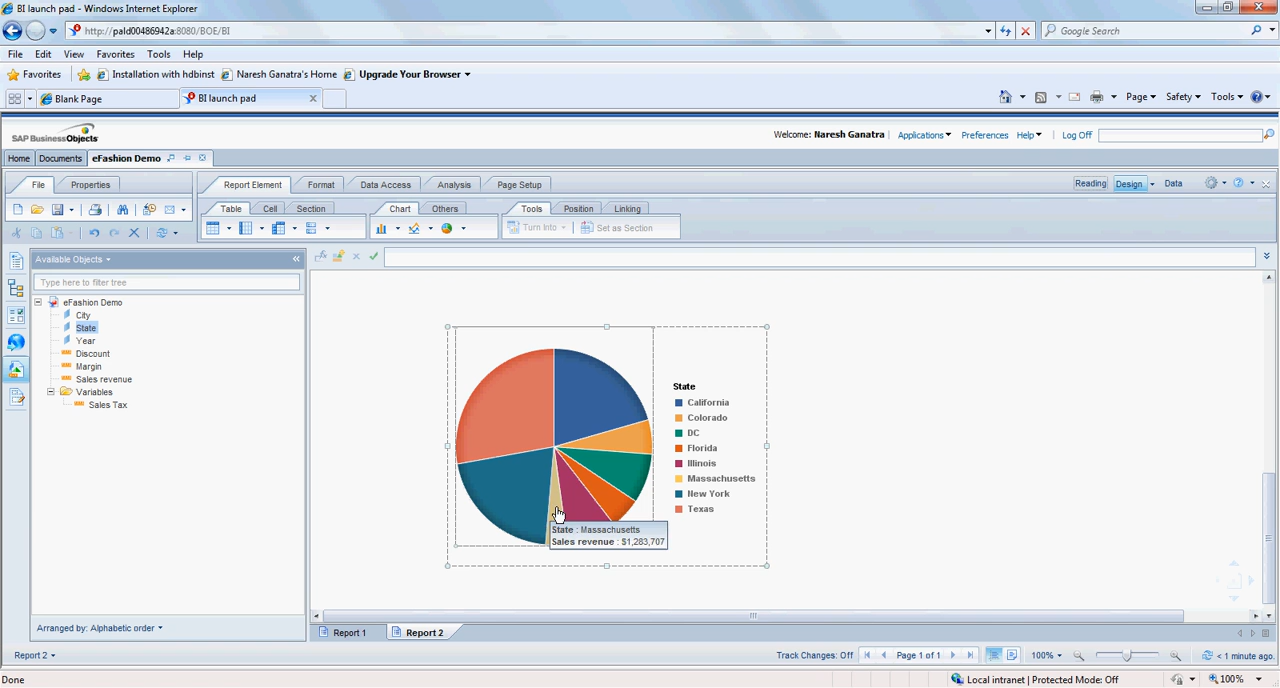 BI launch pad - Windows Internet Explorer
http://pald00486942a:8080/BOE/BI
Google Search
File Edit View Favorites Tools Help
Favorites Installation with hdbinst Naresh Ganatra's Home Upgrade Your Browser
Blank Page BI launch pad Page Safety Tools
SAP BusinessObjects Welcome: Naresh Ganatra Applications Preferences Help Log Off
Home Documents eFashion Demo
File Properties Report Element Format Data Access Analysis Page Setup Reading Design Data
Table Cell Section Chart Others Tools Position Linking
Turn Into Set as Section
Available Objects
Type here to filter tree
eFashion Demo
City
State
Year
Discount
Margin
Sales revenue
Variables
Sales Tax
State
California
Colorado
DC
Florida
Illinois
Massachusetts
New York
Texas
State : Massachusetts
Sales revenue : $1,283,707
Arranged by: Alphabetic order
Report 1 Report 2
Report 2 Track Changes: Off Page 1 of 1 100% < 1 minute ago
Done Local intranet | Protected Mode: Off 100%